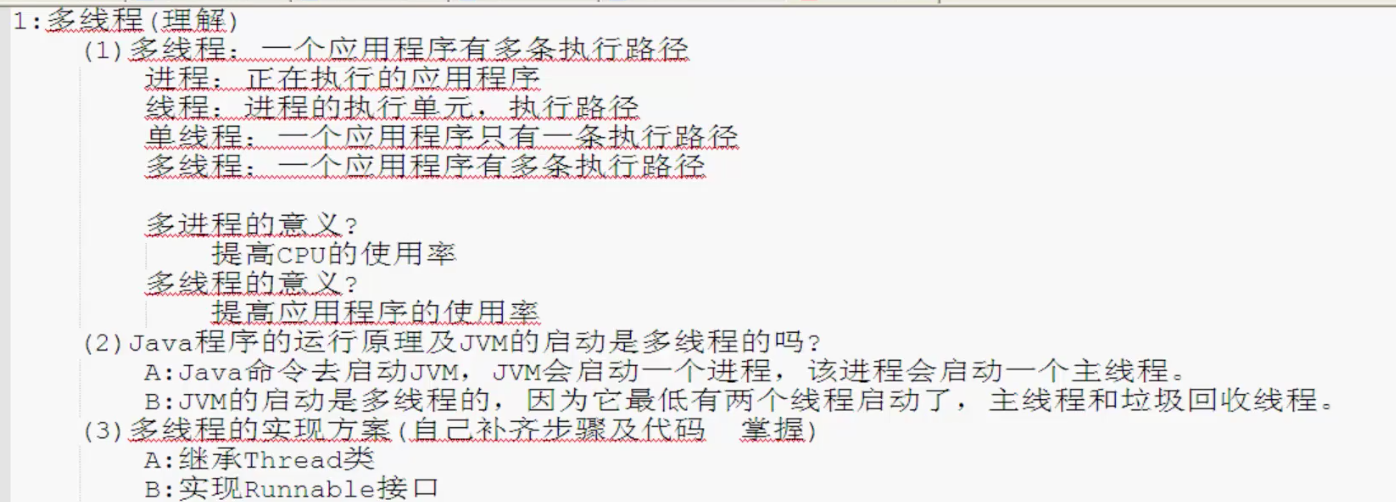 1:多线程(理解)
(1)多线程：一个应用程序有多条执行路径
进程：正在执行的应用程序
线程：进程的执行单元，执行路径
单线程：一个应用程序只有一条执行路径
多线程：一个应用程序有多条执行路径
多进程的意义?
提高CPU的使用率
多线程的意义?
提高应用程序的使用率
(2)Java程序的运行原理及JVM的启动是多线程的吗?
A:Java命令去启动JVM，JVM会启动一个进程，该进程会启动一个主线程。
B:JVM的启动是多线程的，因为它最低有两个线程启动了，主线程和垃圾回收线程。
(3)多线程的实现方案(自己补齐步骤及代码 掌握)
A:继承Thread类
B:实现Runnable接口